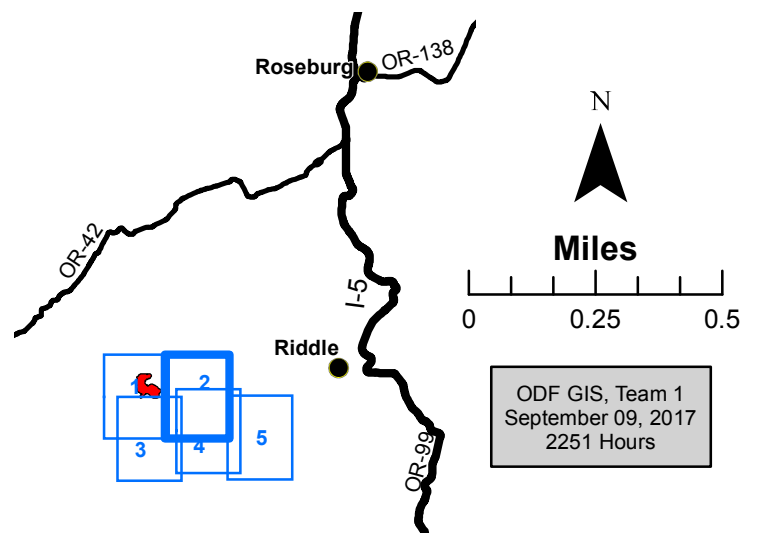 Roseburg
OR-138
N
OR-42
Miles
0 0.25 0.5
I-5
Riddle
1
2
3
4
5
ODF GIS, Team 1
September 09, 2017
2251 Hours
OR-99